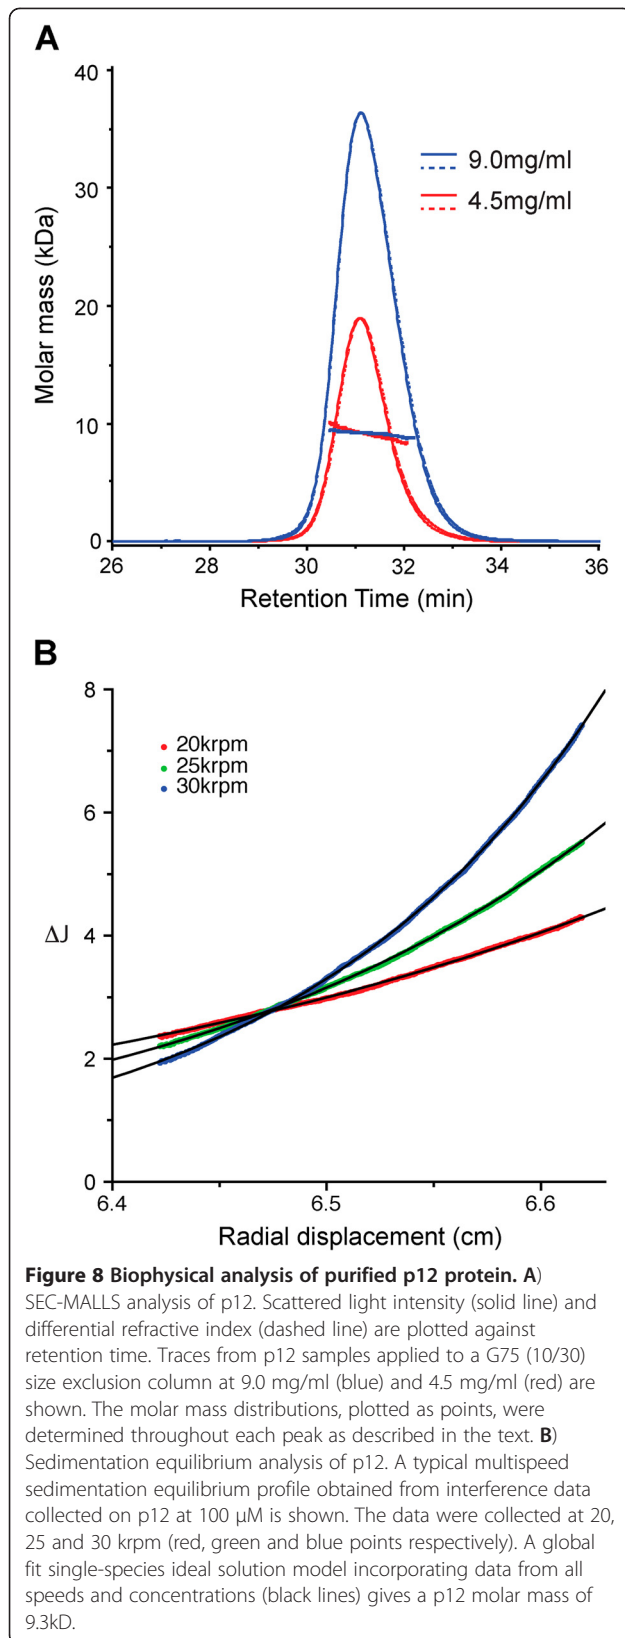 A
40
30
20
10
0
Molar mass (kDa)
9.0mg/ml
4.5mg/ml
26 28 30 32 34 36
Retention Time (min)
B
8
6
4
2
0
ΔJ
20krpm
25krpm
30krpm
6.4 6.5 6.6
Radial displacement (cm)
Figure 8 Biophysical analysis of purified p12 protein. A)
SEC-MALLS analysis of p12. Scattered light intensity (solid line) and
differential refractive index (dashed line) are plotted against
retention time. Traces from p12 samples applied to a G75 (10/30)
size exclusion column at 9.0 mg/ml (blue) and 4.5 mg/ml (red) are
shown. The molar mass distributions, plotted as points, were
determined throughout each peak as described in the text. B)
Sedimentation equilibrium analysis of p12. A typical multispeed
sedimentation equilibrium profile obtained from interference data
collected on p12 at 100 μM is shown. The data were collected at 20,
25 and 30 krpm (red, green and blue points respectively). A global
fit single-species ideal solution model incorporating data from all
speeds and concentrations (black lines) gives a p12 molar mass of
9.3kD.